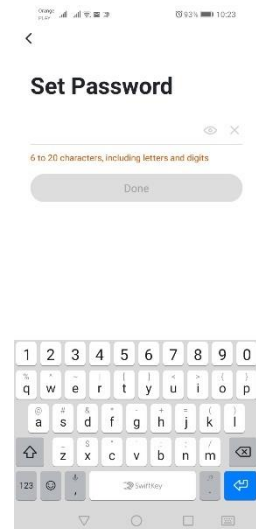 Orange 93% 10:23
Set Password
6 to 20 characters, including letters and digits
Done
1 2 3 4 5 6 7 8 9 0
q w e r t y u i o p
a s d f g h j k l
z x c v b n m
123 , SwiftKey .